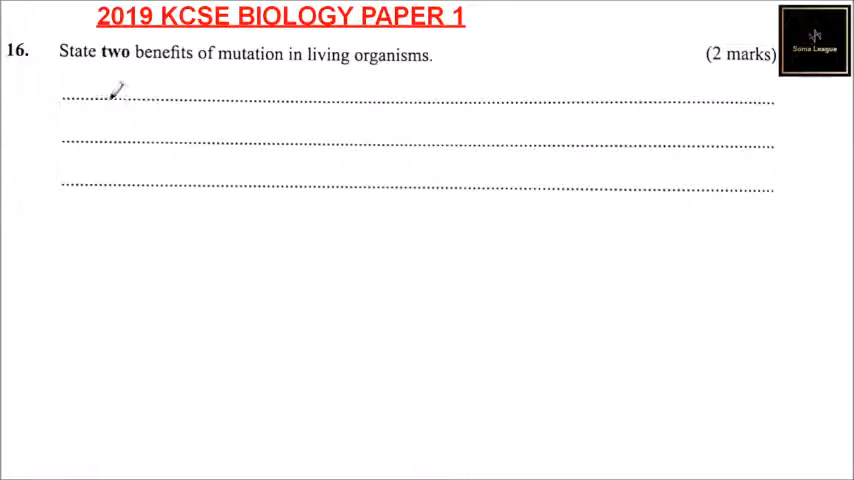 2019 KCSE BIOLOGY PAPER 1
16. State two benefits of mutation in living organisms. (2 marks)
Soma League